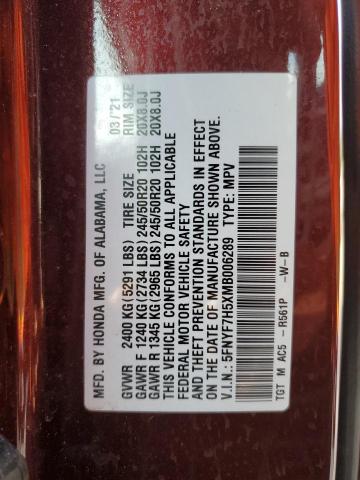 MFD. BY HONDA MFG. OF ALABAMA, LLC 03/'21
GVWR 2400 KG(5291 LBS) TIRE SIZE RIM SIZE
GAWR F 1240 KG(2734 LBS) 245/50R20 102H 20X8.0J
GAWR R 1345 KG(2965 LBS) 245/50R20 102H 20X8.0J
THIS VEHICLE CONFORMS TO ALL APPLICABLE
FEDERAL MOTOR VEHICLE SAFETY
AND THEFT PREVENTION STANDARDS IN EFFECT
ON THE DATE OF MANUFACTURE SHOWN ABOVE.
V.I.N.: 5FNYF7H5XMB006289 TYPE: MPV
TGT M AC5 - R561P -W-B